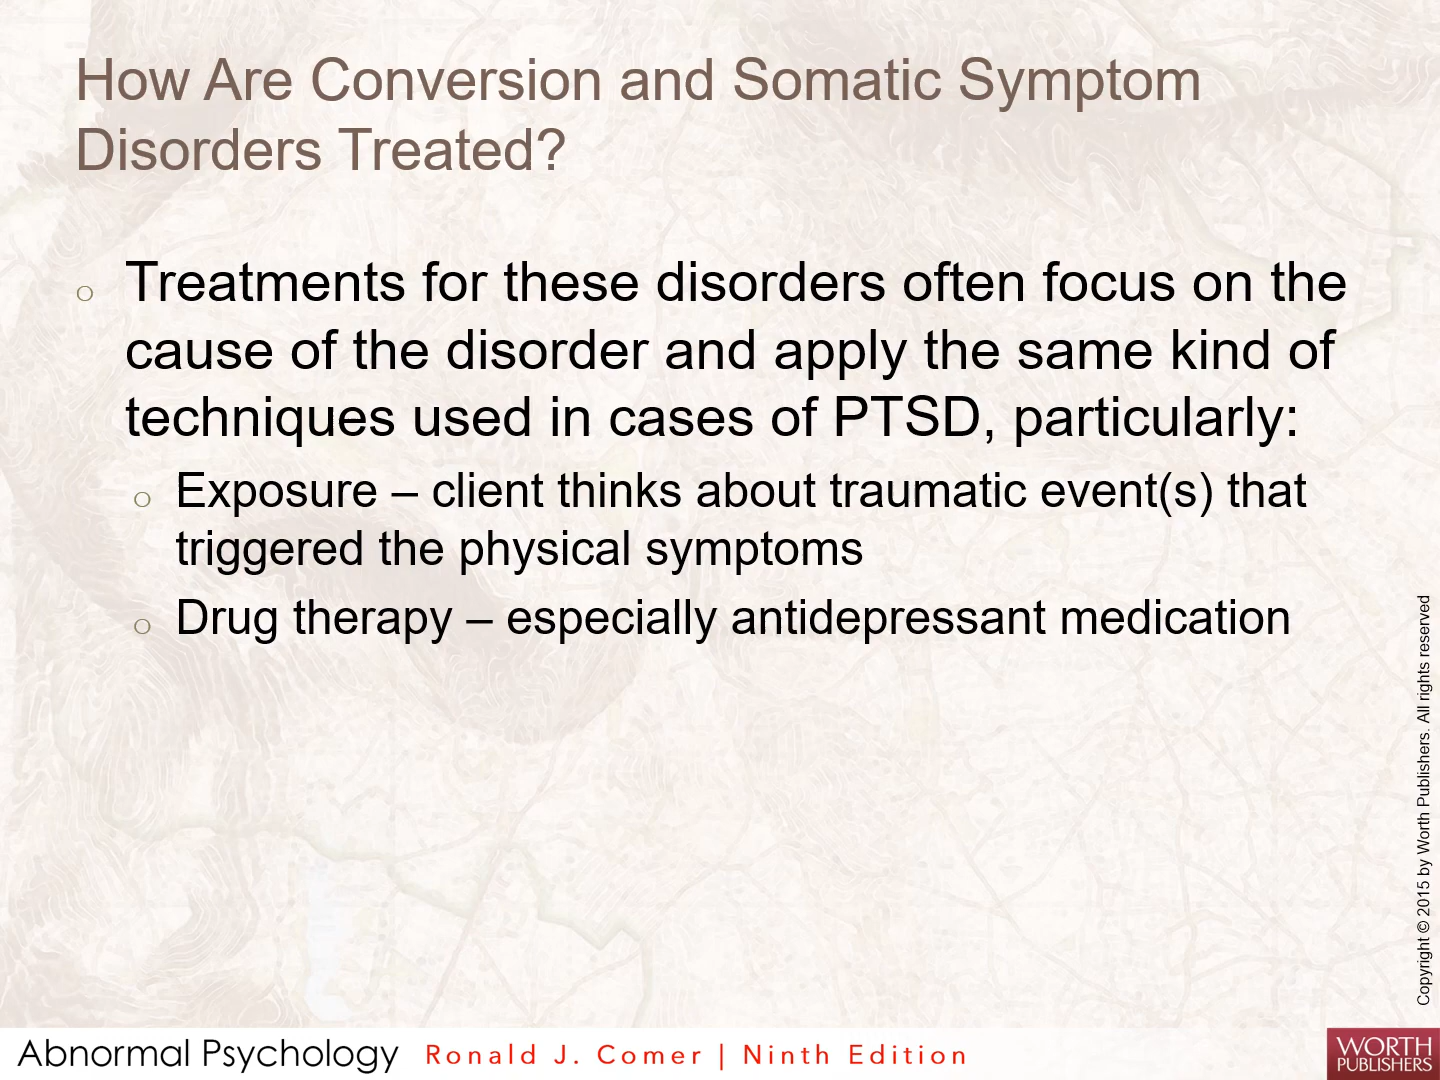 How Are Conversion and Somatic Symptom
Disorders Treated?
o Treatments for these disorders often focus on the
cause of the disorder and apply the same kind of
techniques used in cases of PTSD, particularly:
o Exposure – client thinks about traumatic event(s) that
triggered the physical symptoms
o Drug therapy – especially antidepressant medication
Copyright © 2015 by Worth Publishers. All rights reserved
Abnormal Psychology Ronald J. Comer | Ninth Edition
WORTH
PUBLISHERS